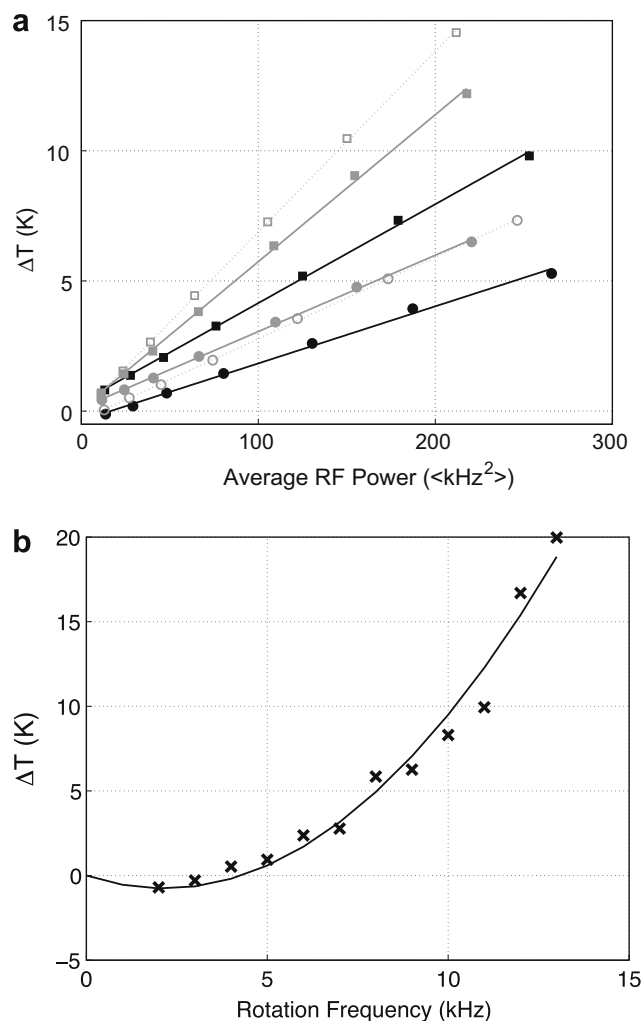 a
15
10
5
0
ΔT (K)
0 100 200 300
Average RF Power (<kHz²>)
b
20
15
10
5
0
−5
ΔT (K)
0 5 10 15
Rotation Frequency (kHz)